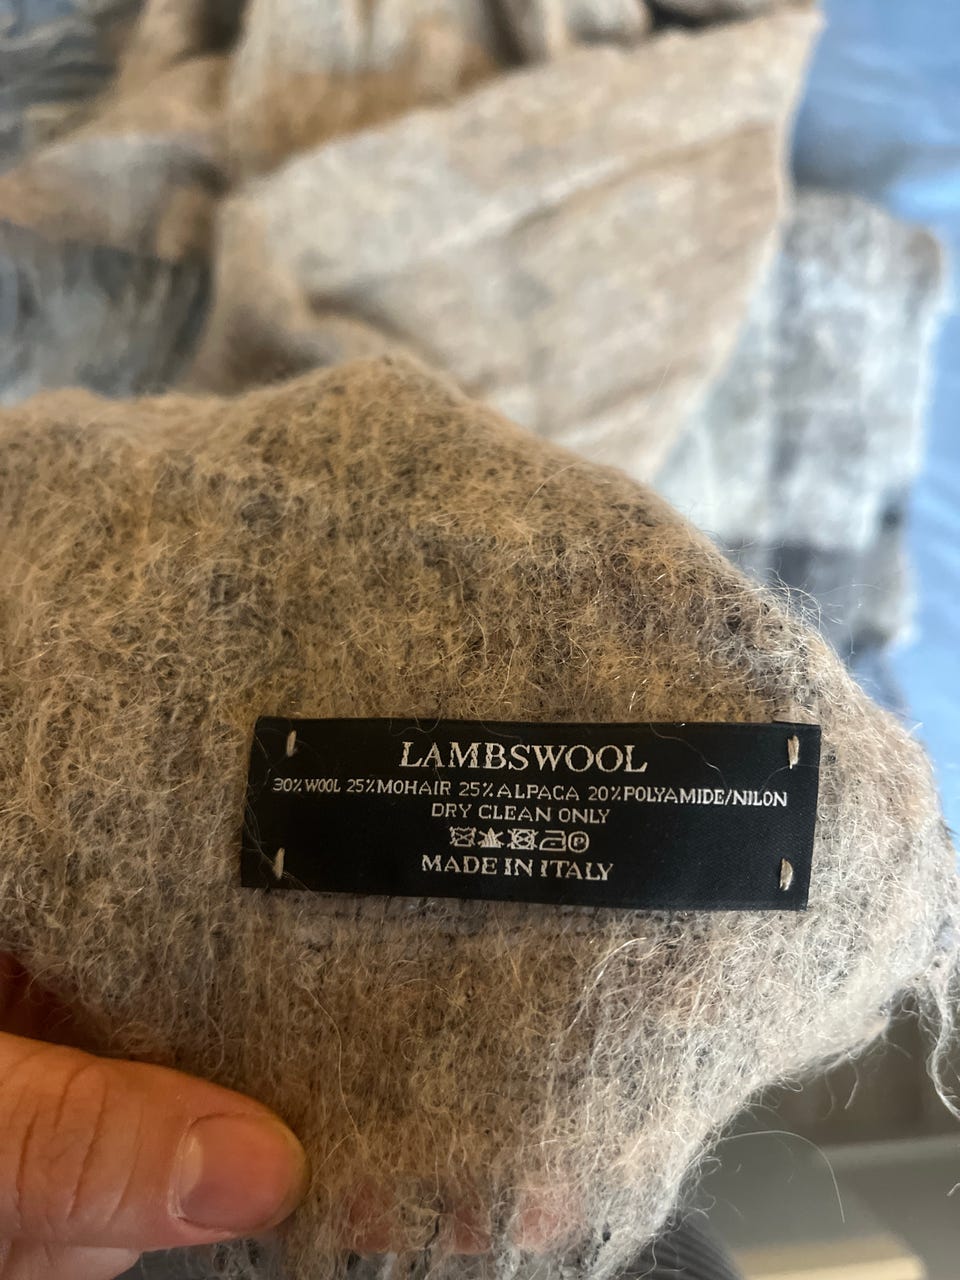 LAMBSWOOL
30% WOOL 25% MOHAIR 25% ALPACA 20% POLYAMIDE/NILON
DRY CLEAN ONLY
P
MADE IN ITALY